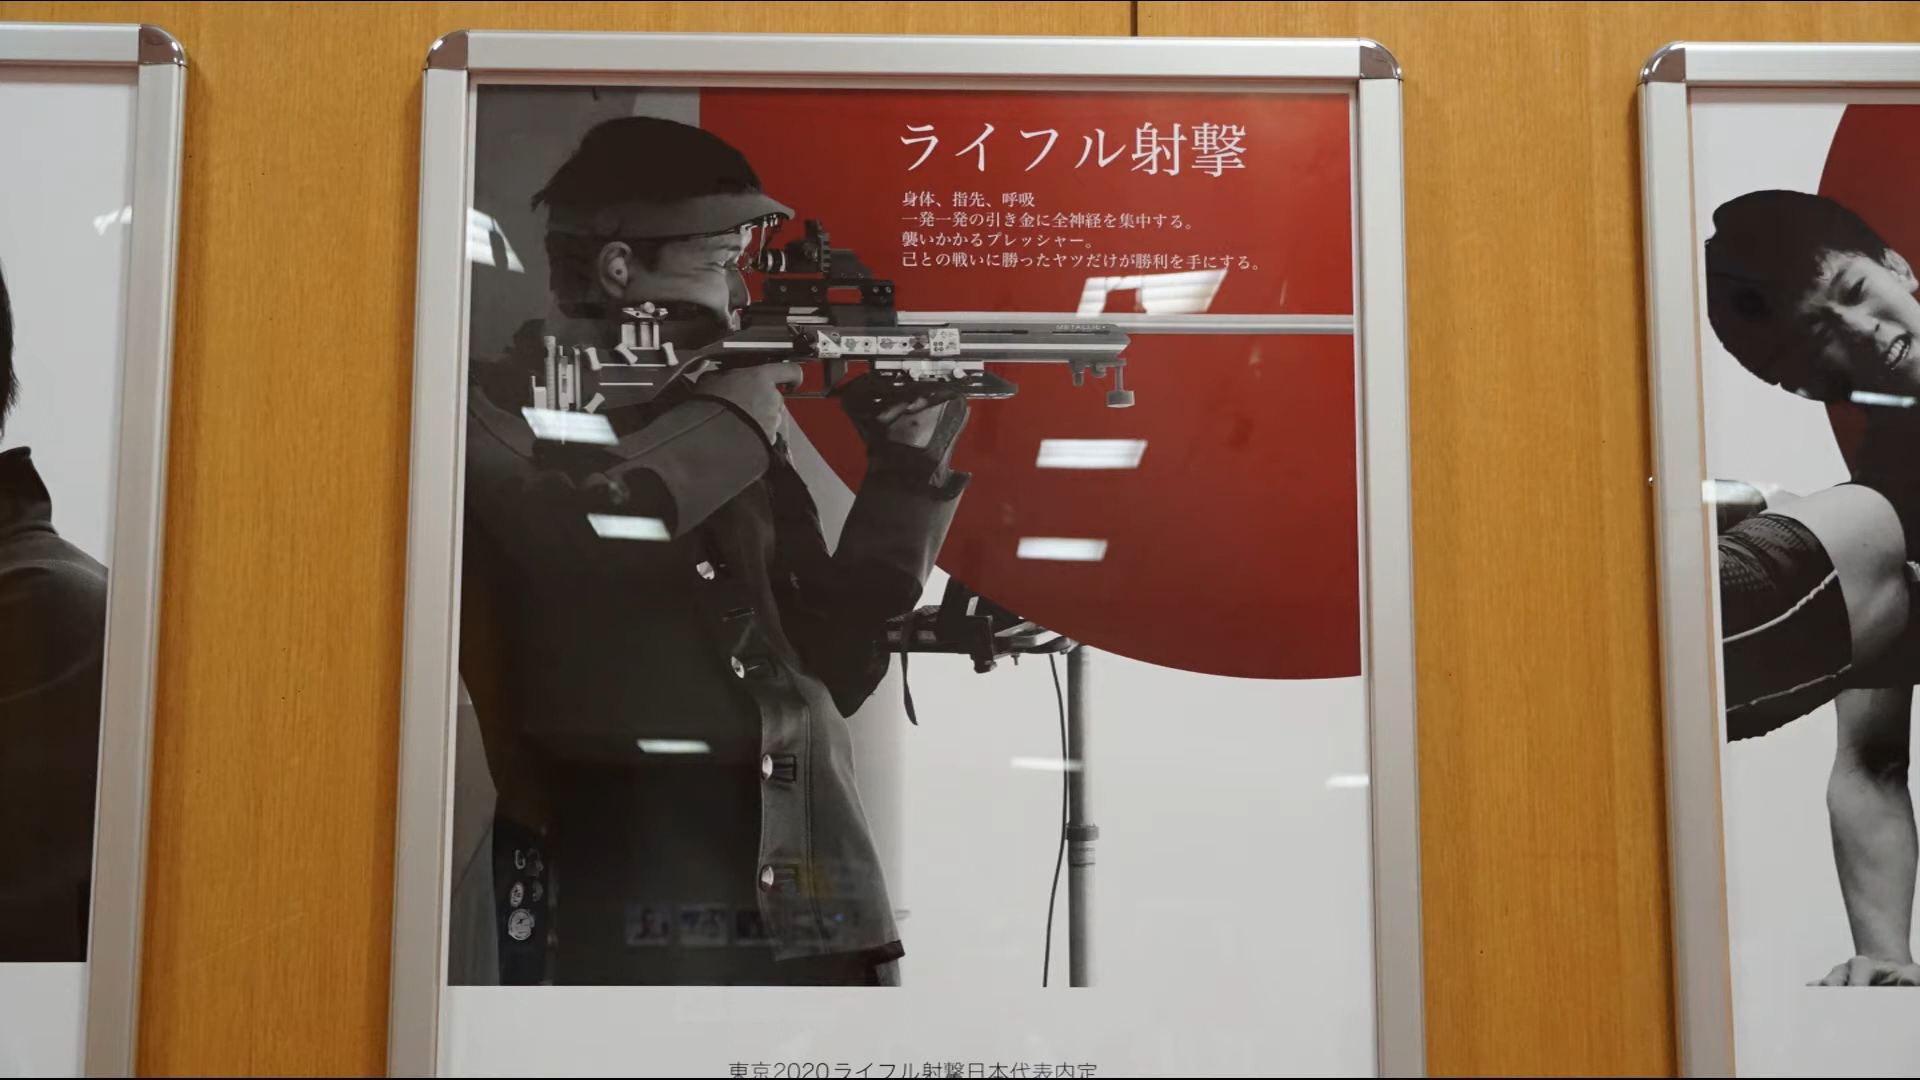 ライフル射撃
身体、指先、呼吸
一発一発の引き金に全神経を集中する。
襲いかかるプレッシャー。
己との戦いに勝ったヤツだけが勝利を手にする。
METALLIC+
東京2020ライフル射撃日本代表内定